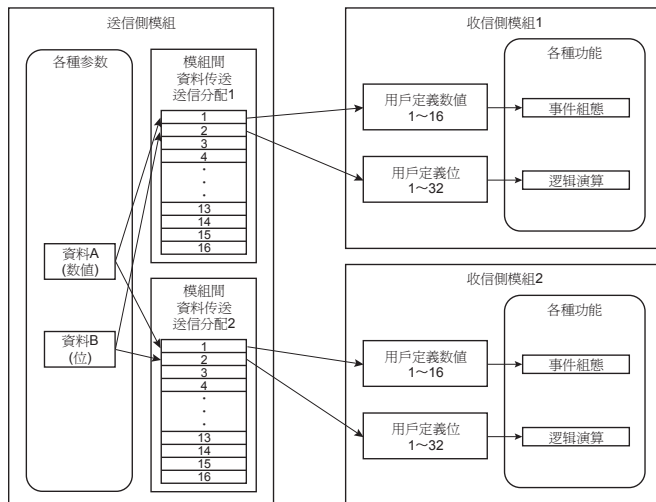 送信側模組
各種参数
模組間
資料传送
送信分配1
1
2
3
4
・
・
・
13
14
15
16
資料A
(数值)
資料B
(位)
模組間
資料传送
送信分配2
1
2
3
4
・
・
・
13
14
15
16
收信側模組1
各種功能
用戶定義数値
1～16
事件組態
用戶定義位
1～32
逻辑演算
收信側模組2
各種功能
用戶定義数値
1～16
事件組態
用戶定義位
1～32
逻辑演算